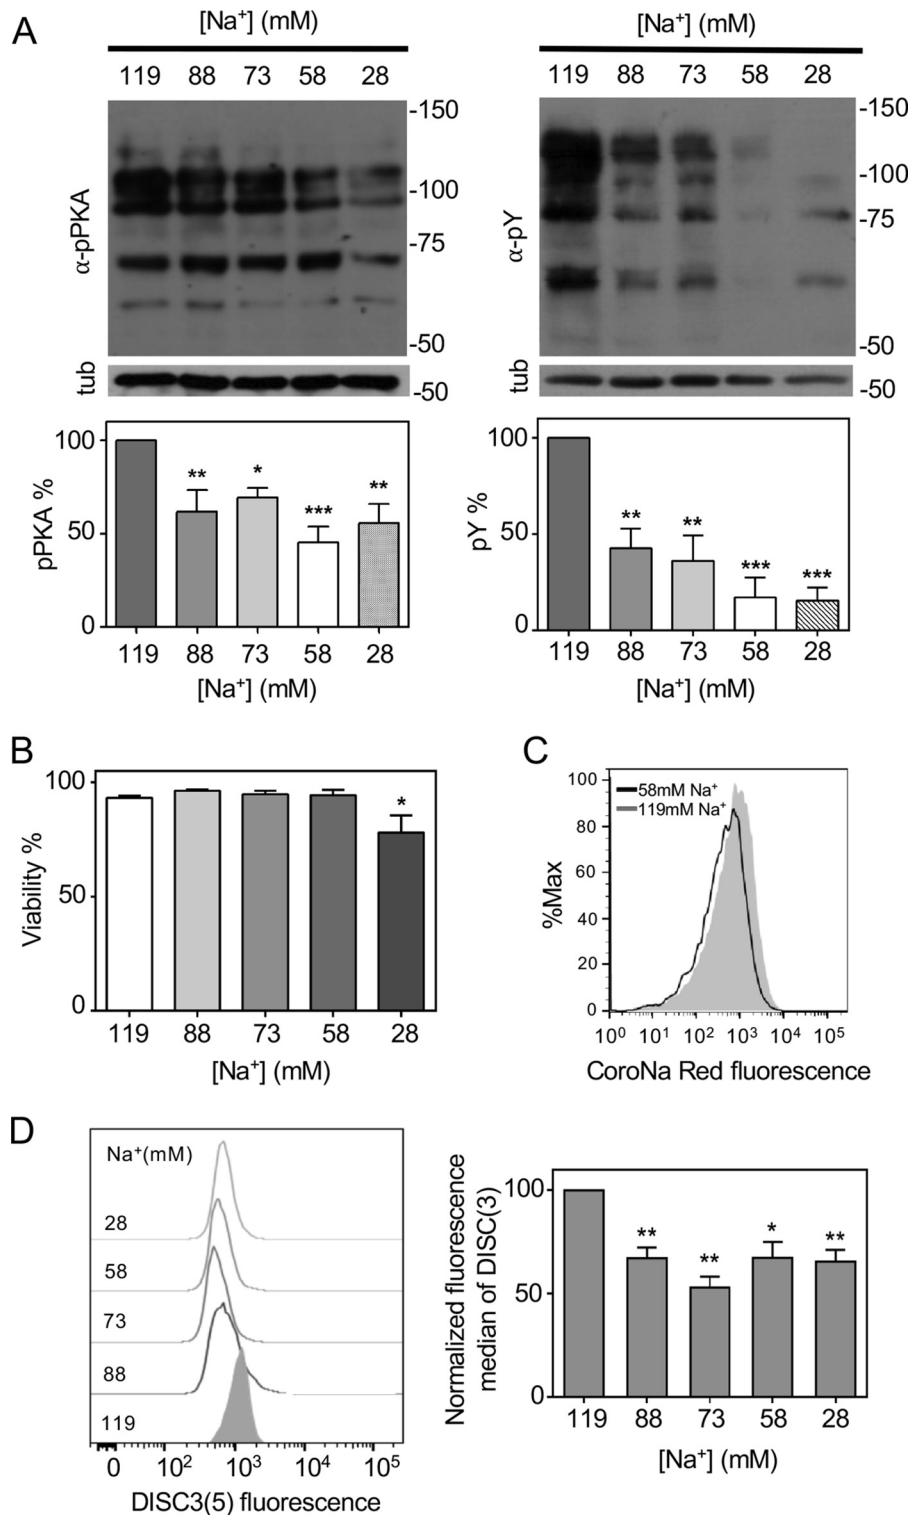 A
[Na⁺] (mM)
119 88 73 58 28
α-pPKA
-150
-100
-75
-50
tub
-50
pPKA %
100
50
0
** * *** **
119 88 73 58 28
[Na⁺] (mM)
[Na⁺] (mM)
119 88 73 58 28
α-pY
-150
-100
-75
-50
tub
-50
pY %
100
50
0
** ** *** ***
119 88 73 58 28
[Na⁺] (mM)
B
Viability %
100
50
0
*
119 88 73 58 28
[Na⁺] (mM)
C
%Max
100
80
60
40
20
0
58mM Na⁺
119mM Na⁺
10⁰ 10¹ 10² 10³ 10⁴ 10⁵
CoroNa Red fluorescence
D
Na⁺(mM)
28
58
73
88
119
0 10² 10³ 10⁴ 10⁵
DISC3(5) fluorescence
Normalized fluorescence
median of DISC(3)
100
50
0
** ** * **
119 88 73 58 28
[Na⁺] (mM)